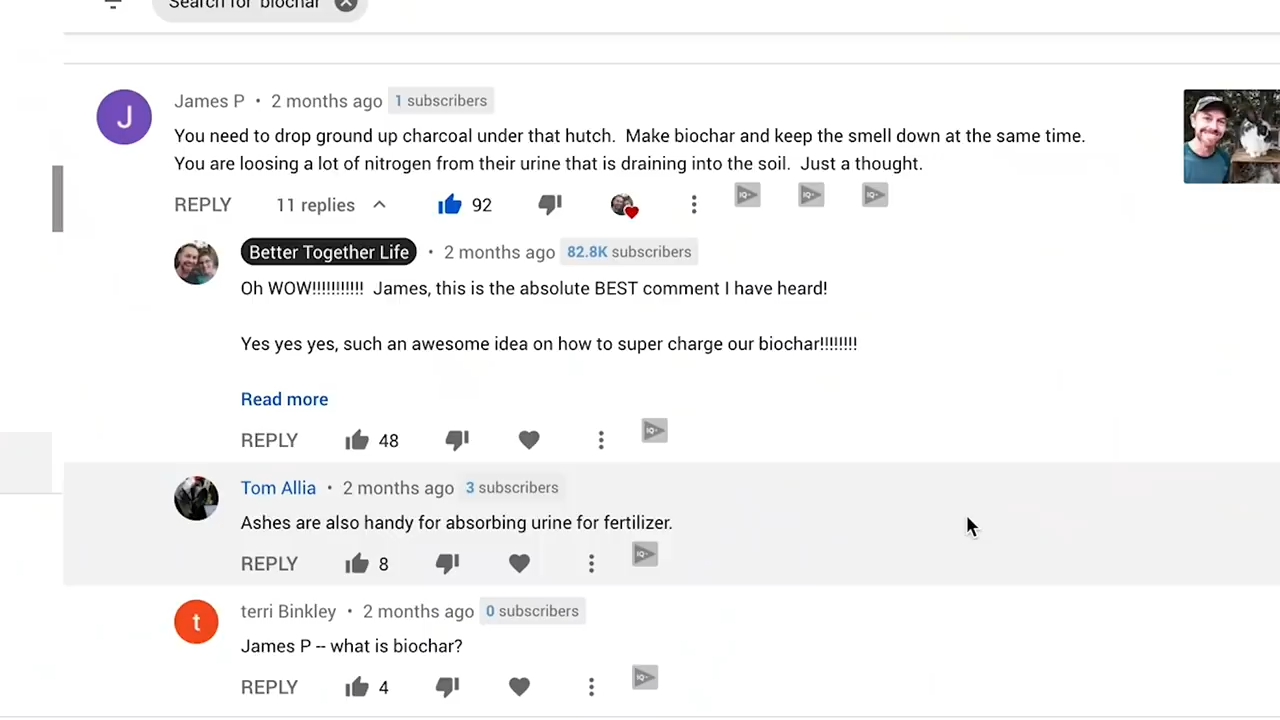 Search for 'biochar'
J
James P • 2 months ago 1 subscribers
You need to drop ground up charcoal under that hutch. Make biochar and keep the smell down at the same time.
You are loosing a lot of nitrogen from their urine that is draining into the soil. Just a thought.
REPLY 11 replies 92 IQ+ IQ+ IQ+
Better Together Life • 2 months ago 82.8K subscribers
Oh WOW!!!!!!!!!!! James, this is the absolute BEST comment I have heard!
Yes yes yes, such an awesome idea on how to super charge our biochar!!!!!!!!
Read more
REPLY 48 IQ+
Tom Allia • 2 months ago 3 subscribers
Ashes are also handy for absorbing urine for fertilizer.
REPLY 8 IQ+
t
terri Binkley • 2 months ago 0 subscribers
James P -- what is biochar?
REPLY 4 IQ+